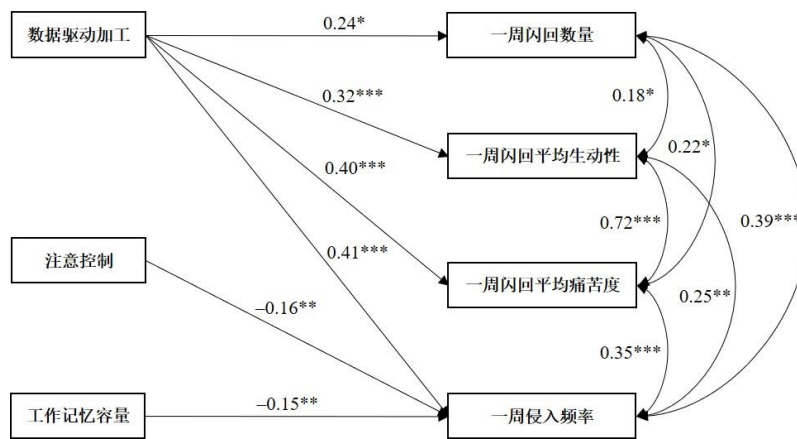 数据驱动加工
0.24*
一周闪回数量
0.32***
0.18*
一周闪回平均生动性
0.40***
0.22*
0.72***
0.39***
注意控制
0.41***
一周闪回平均痛苦度
–0.16**
0.25**
0.35***
工作记忆容量
–0.15**
一周侵入频率